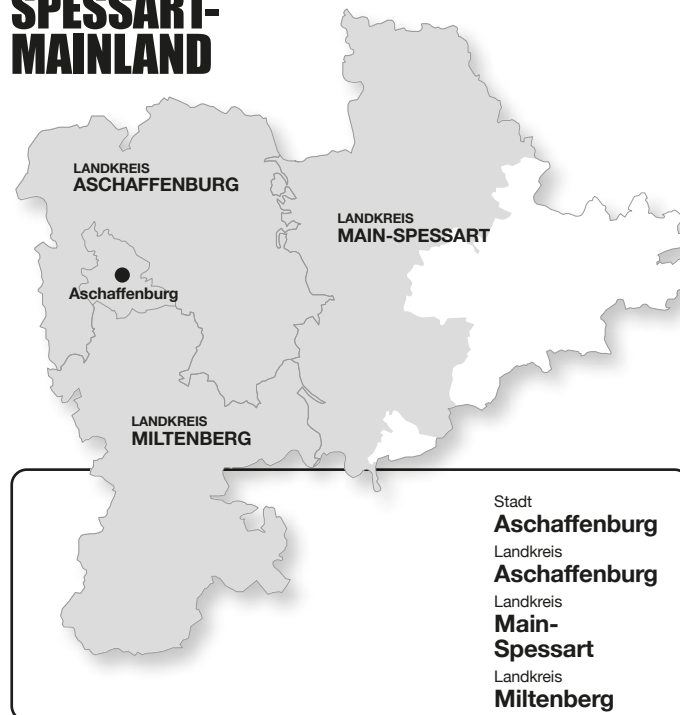 SPESSART-
MAINLAND
LANDKREIS
ASCHAFFENBURG
LANDKREIS
MAIN-SPESSART
Aschaffenburg
LANDKREIS
MILTENBERG
Stadt
Aschaffenburg
Landkreis
Aschaffenburg
Landkreis
Main-
Spessart
Landkreis
Miltenberg